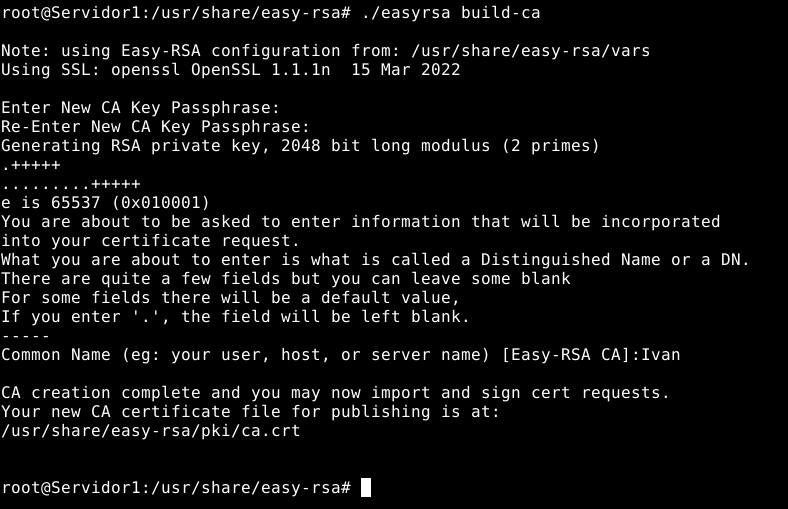 root@Servidor1:/usr/share/easy-rsa# ./easyrsa build-ca
Note: using Easy-RSA configuration from: /usr/share/easy-rsa/vars
Using SSL: openssl OpenSSL 1.1.1n  15 Mar 2022
Enter New CA Key Passphrase:
Re-Enter New CA Key Passphrase:
Generating RSA private key, 2048 bit long modulus (2 primes)
.+++++
.........+++++
e is 65537 (0x010001)
You are about to be asked to enter information that will be incorporated
into your certificate request.
What you are about to enter is what is called a Distinguished Name or a DN.
There are quite a few fields but you can leave some blank
For some fields there will be a default value,
If you enter '.', the field will be left blank.
-----
Common Name (eg: your user, host, or server name) [Easy-RSA CA]:Ivan
CA creation complete and you may now import and sign cert requests.
Your new CA certificate file for publishing is at:
/usr/share/easy-rsa/pki/ca.crt
root@Servidor1:/usr/share/easy-rsa#